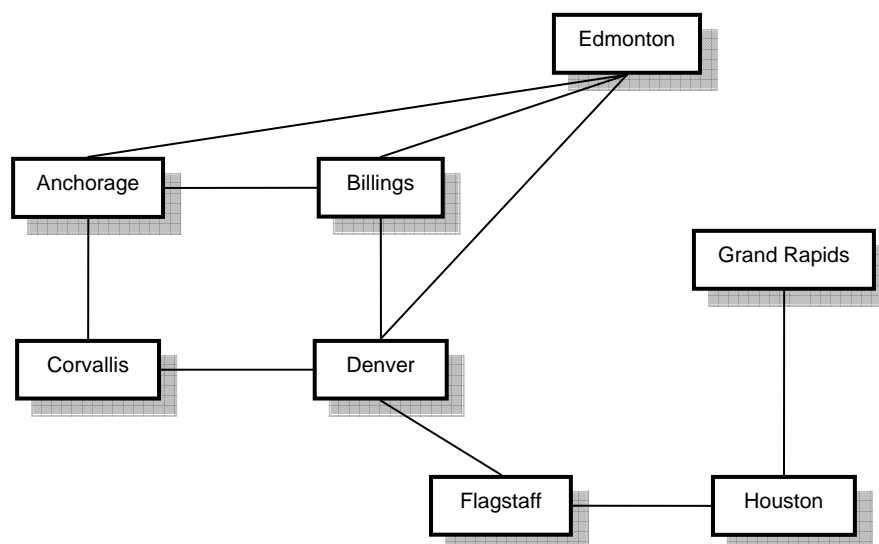 Edmonton
Anchorage
Billings
Grand Rapids
Corvallis
Denver
Flagstaff
Houston